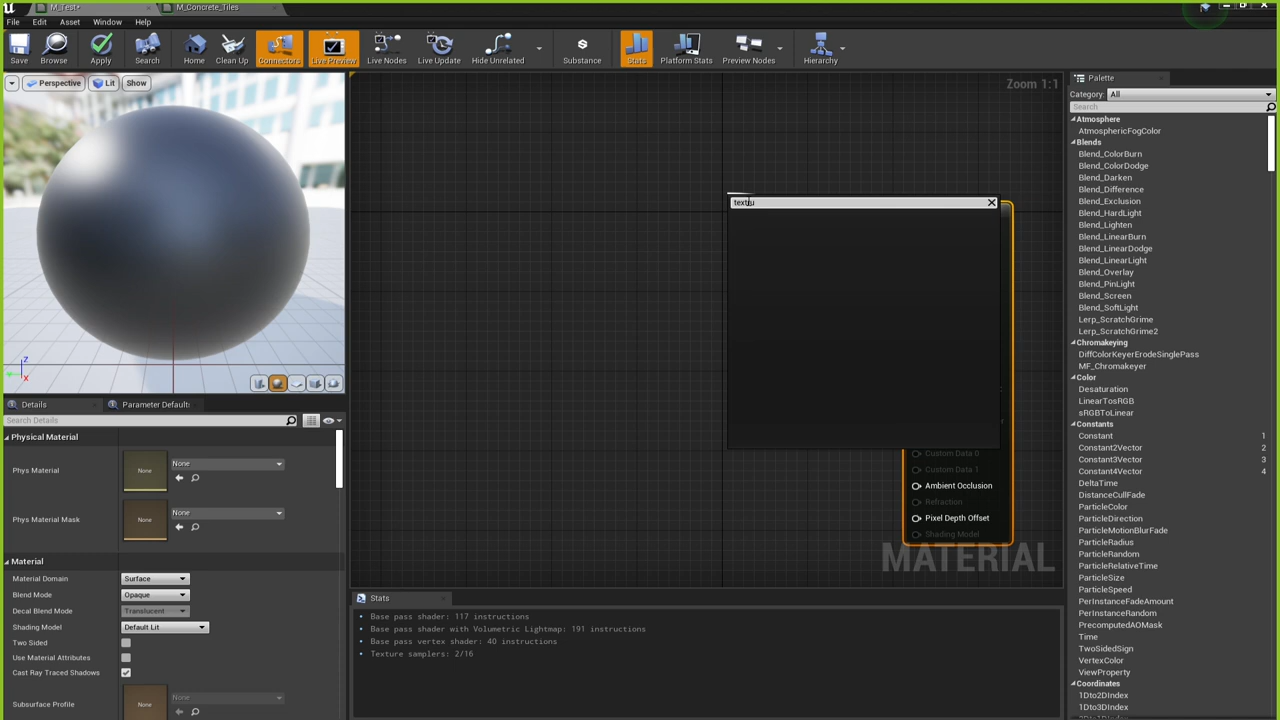 M_Test*
M_Concrete_Tiles
File Edit Asset Window Help
Save Browse Apply Search Home Clean Up Connectors Live Preview Live Nodes Live Update Hide Unrelated Substance Stats Platform Stats Preview Nodes Hierarchy
Perspective Lit Show
Zoom 1:1
Z
X
Custom Data 0
Custom Data 1
Ambient Occlusion
Refraction
Pixel Depth Offset
Shading Model
MATERIAL
Details Parameter Default
Search Details
Physical Material
Phys Material None None
Phys Material Mask None None
Material
Material Domain Surface
Blend Mode Opaque
Decal Blend Mode Translucent
Shading Model Default Lit
Two Sided
Use Material Attributes
Cast Ray Traced Shadows
Subsurface Profile None None
Stats
Base pass shader: 117 instructions
Base pass shader with Volumetric Lightmap: 191 instructions
Base pass vertex shader: 40 instructions
Texture samplers: 2/16
Palette
Category: All
Search
Atmosphere
AtmosphericFogColor
Blends
Blend_ColorBurn
Blend_ColorDodge
Blend_Darken
Blend_Difference
Blend_Exclusion
Blend_HardLight
Blend_Lighten
Blend_LinearBurn
Blend_LinearDodge
Blend_LinearLight
Blend_Overlay
Blend_PinLight
Blend_Screen
Blend_SoftLight
Lerp_ScratchGrime
Lerp_ScratchGrime2
Chromakeying
DiffColorKeyerErodeSinglePass
MF_Chromakeyer
Color
Desaturation
LinearTosRGB
sRGBToLinear
Constants
Constant 1
Constant2Vector 2
Constant3Vector 3
Constant4Vector 4
DeltaTime
DistanceCullFade
ParticleColor
ParticleDirection
ParticleMotionBlurFade
ParticleRadius
ParticleRandom
ParticleRelativeTime
ParticleSize
ParticleSpeed
PerInstanceFadeAmount
PerInstanceRandom
PrecomputedAOMask
Time
TwoSidedSign
VertexColor
ViewProperty
Coordinates
1Dto2DIndex
1Dto3DIndex